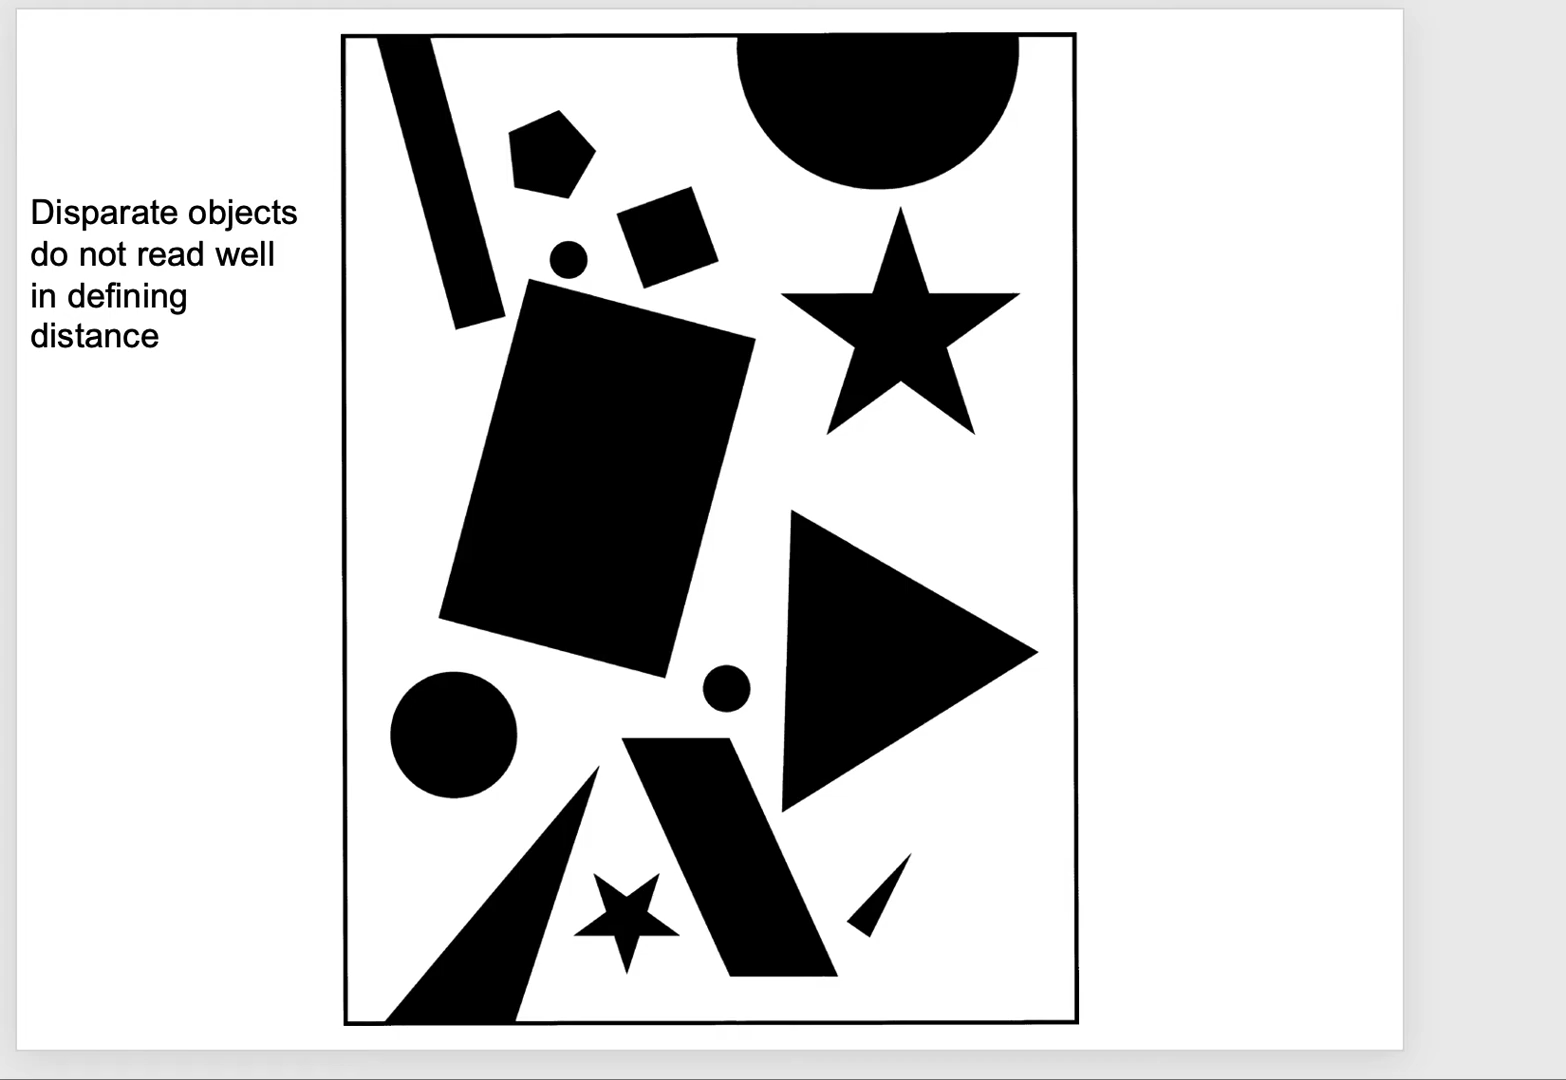 Disparate objects
do not read well
in defining
distance